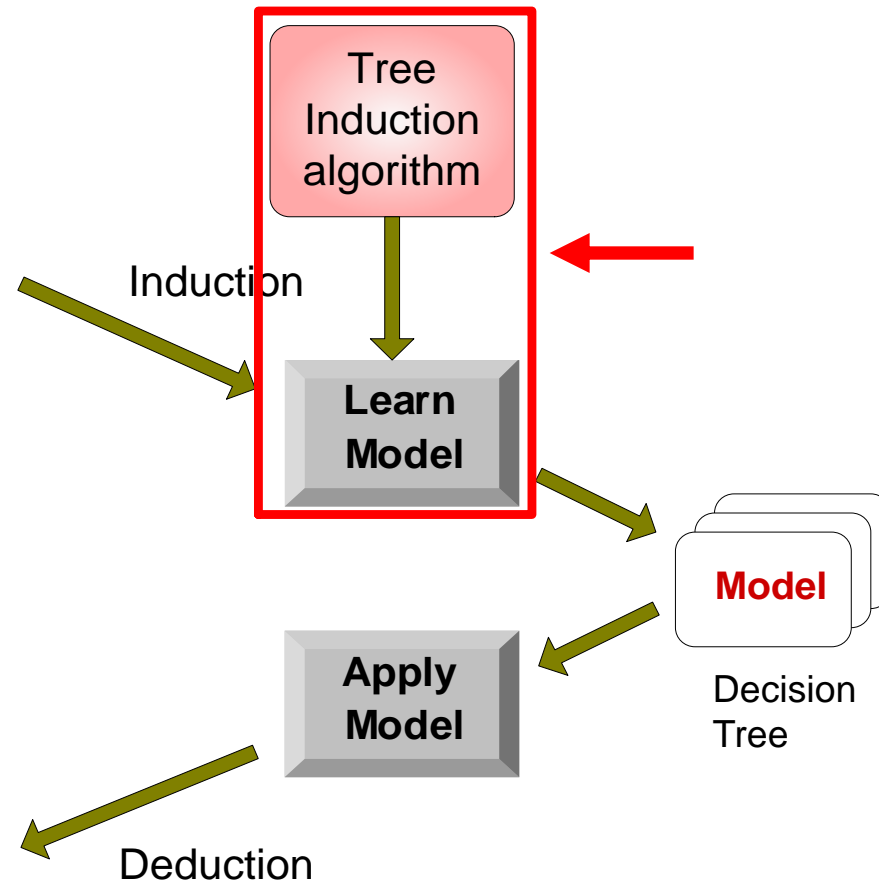 Tree
Induction
algorithm
Induction
Learn
Model
Model
Decision
Tree
Apply
Model
Deduction